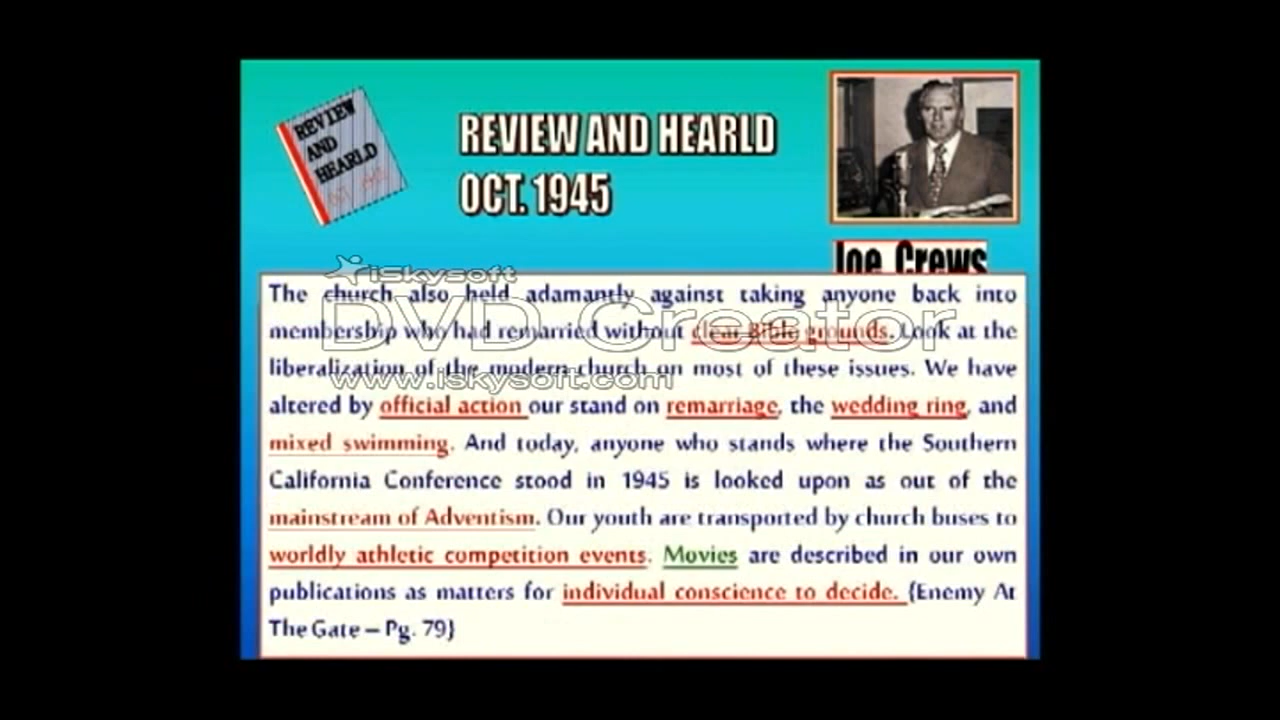 REVIEW
AND
HEARLD
REVIEW AND HEARLD
OCT. 1945
Joe Crews
iSkysoft
DVD Creator
www.iskysoft.com
The church also held adamantly against taking anyone back into
membership who had remarried without clear Bible grounds. Look at the
liberalization of the modern church on most of these issues. We have
altered by official action our stand on remarriage, the wedding ring, and
mixed swimming. And today, anyone who stands where the Southern
California Conference stood in 1945 is looked upon as out of the
mainstream of Adventism. Our youth are transported by church buses to
worldly athletic competition events. Movies are described in our own
publications as matters for individual conscience to decide. {Enemy At
The Gate – Pg. 79}